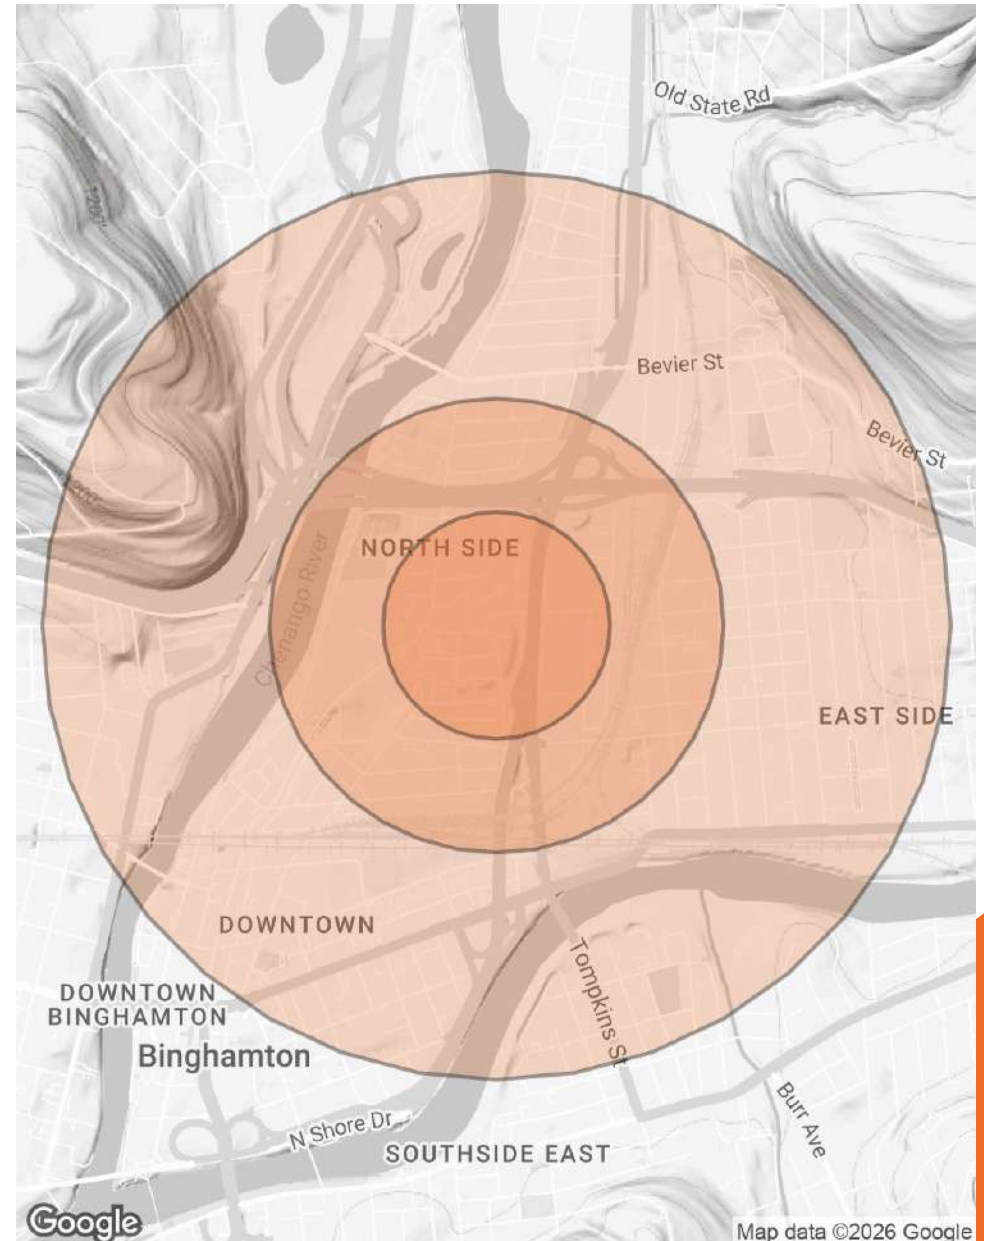 Old State Rd
1200'
Bevier St
Bevier St
NORTH SIDE
Chenango River
EAST SIDE
DOWNTOWN
Tompkins St
DOWNTOWN
BINGHAMTON
Binghamton
Burr Ave
N Shore Dr
SOUTHSIDE EAST
Google
Map data ©2026 Google